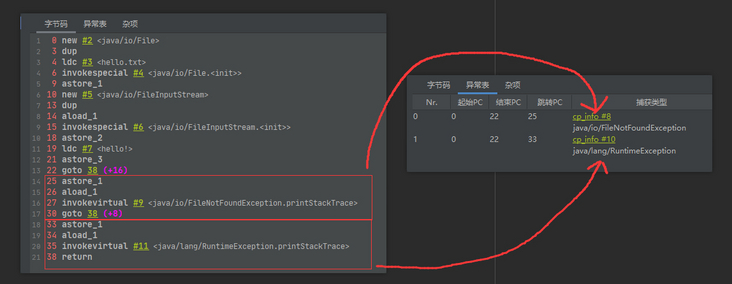 字节码 异常表 杂项
1 0 new #2 <java/io/File>
2 3 dup
3 4 ldc #3 <hello.txt>
4 6 invokespecial #4 <java/io/File.<init>>
5 9 astore_1
6 10 new #5 <java/io/FileInputStream>
7 13 dup
8 14 aload_1
9 15 invokespecial #6 <java/io/FileInputStream.<init>>
10 18 astore_2
11 19 ldc #7 <hello!>
12 21 astore_3
13 22 goto 38 (+16)
14 25 astore_1
15 26 aload_1
16 27 invokevirtual #9 <java/io/FileNotFoundException.printStackTrace>
17 30 goto 38 (+8)
18 33 astore_1
19 34 aload_1
20 35 invokevirtual #11 <java/lang/RuntimeException.printStackTrace>
21 38 return
字节码 异常表 杂项
Nr. 起始PC 结束PC 跳转PC 捕获类型
0 0 22 25 cp_info #8
java/io/FileNotFoundException
1 0 22 33 cp_info #10
java/lang/RuntimeException